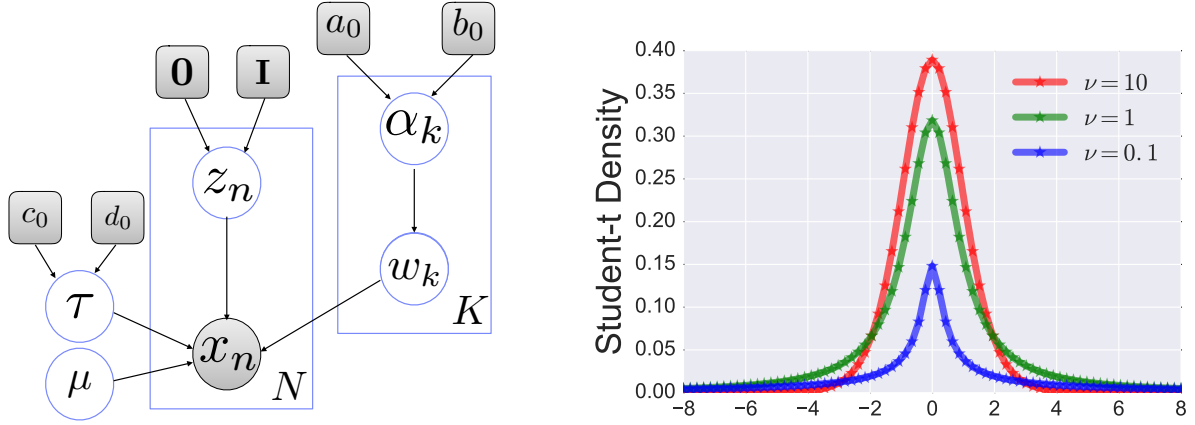 a₀ b₀
0 I
αₖ
zₙ
c₀ d₀
wₖ
τ
K
xₙ
μ
N
Student-t Density
0.40
0.35
0.30
0.25
0.20
0.15
0.10
0.05
0.00
−8 −6 −4 −2 0 2 4 6 8
ν = 10
ν = 1
ν = 0.1